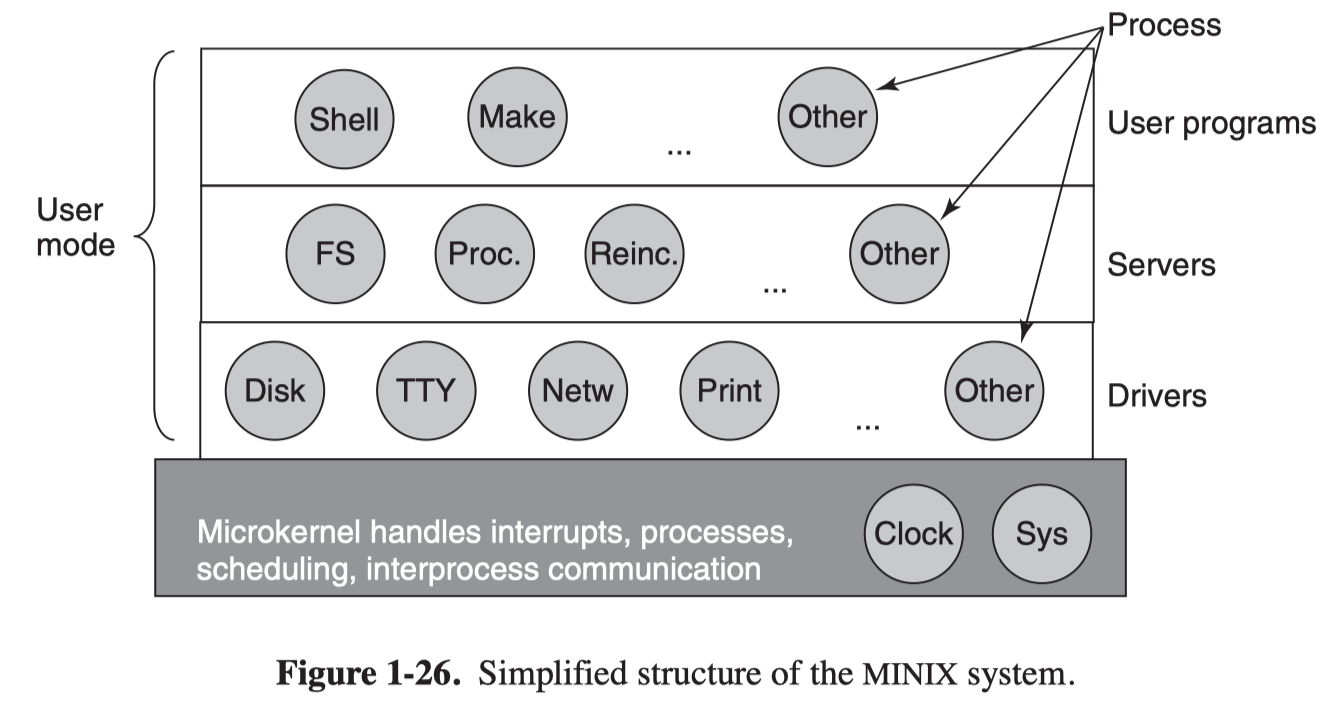 Process
Shell
Make
...
Other
User programs
User
mode
FS
Proc.
Reinc.
...
Other
Servers
Disk
TTY
Netw
Print
...
Other
Drivers
Microkernel handles interrupts, processes,
scheduling, interprocess communication
Clock
Sys
Figure 1-26. Simplified structure of the MINIX system.